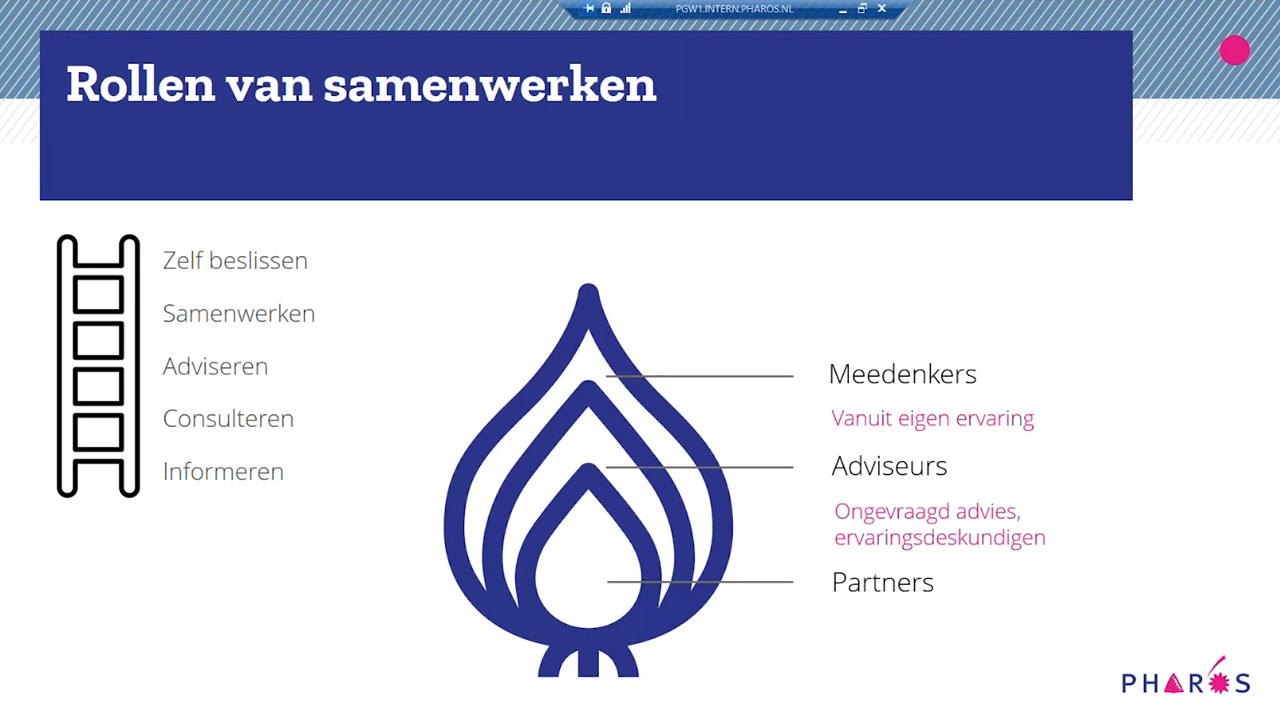 PGW1.INTERN.PHAROS.NL
Rollen van samenwerken
Zelf beslissen
Samenwerken
Adviseren
Consulteren
Informeren
Meedenkers
Vanuit eigen ervaring
Adviseurs
Ongevraagd advies,
ervaringsdeskundigen
Partners
PHAROS